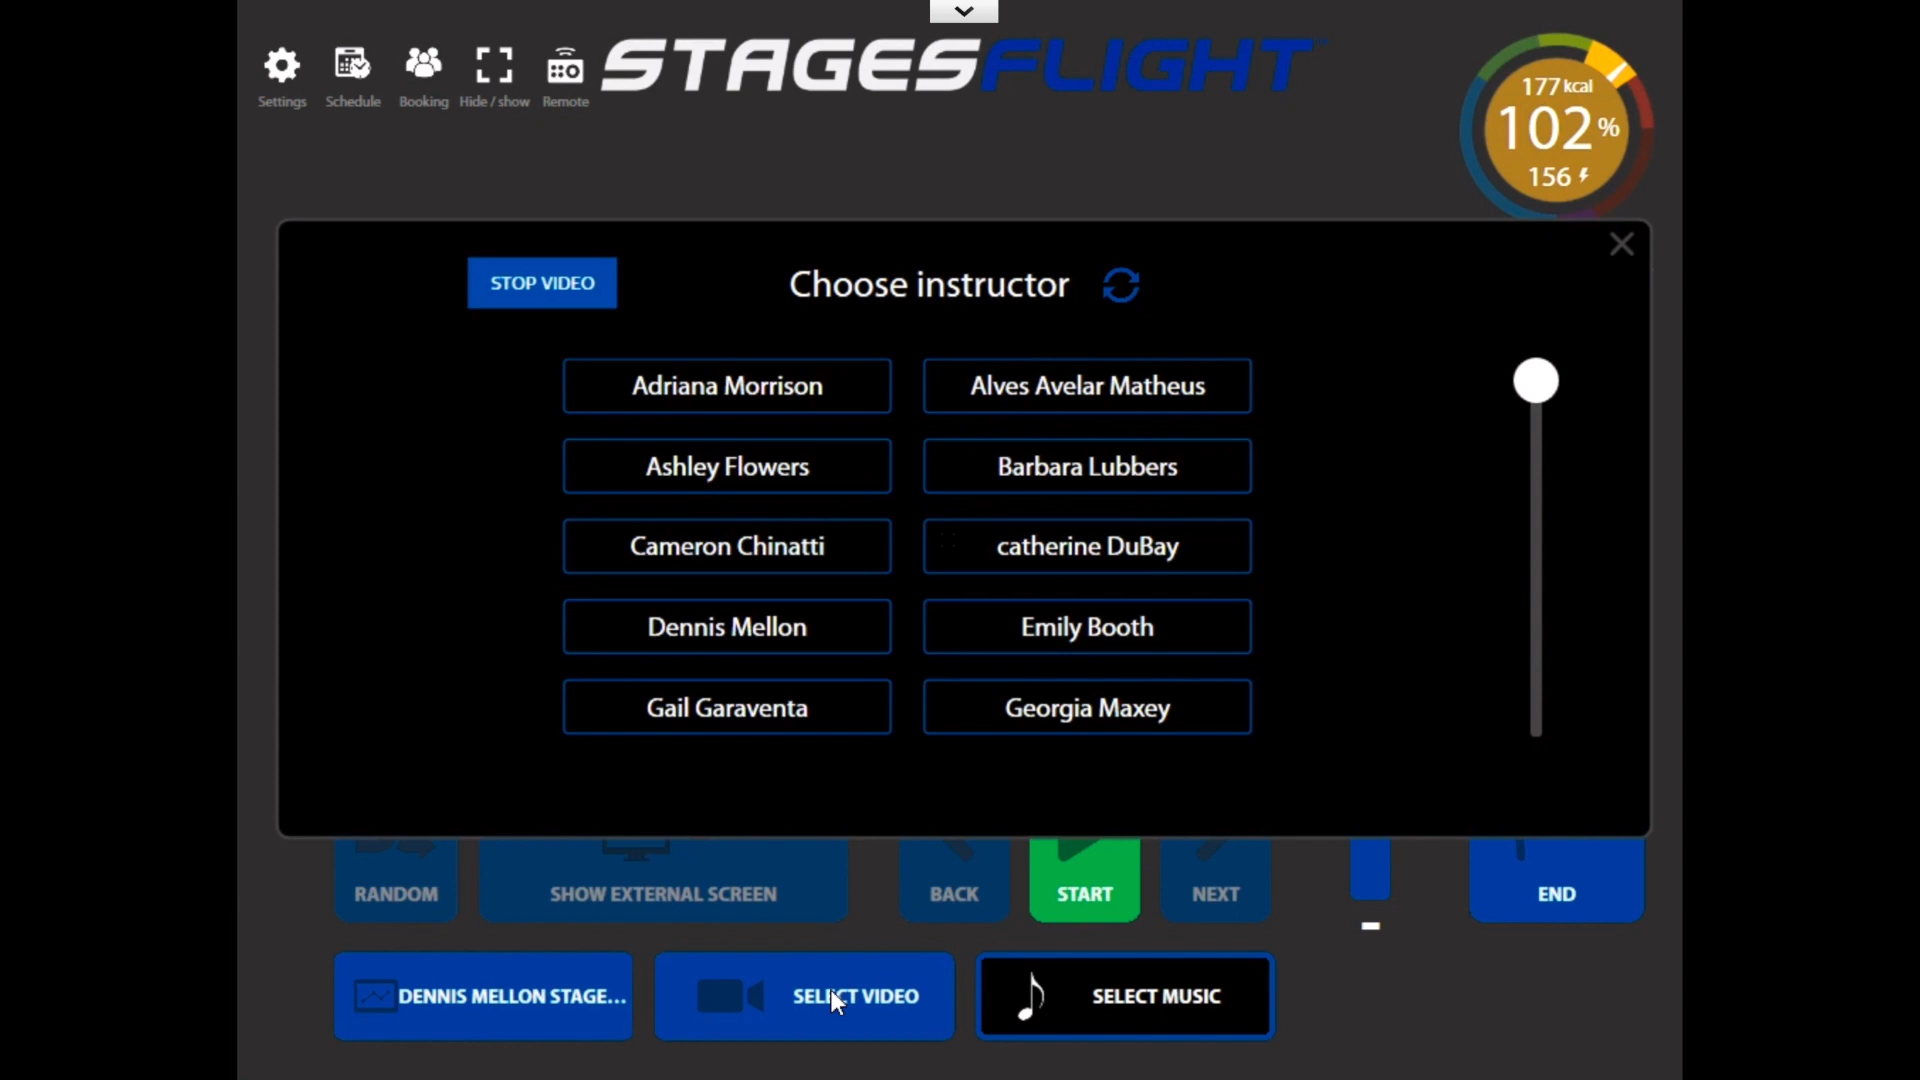 STAGESFLIGHT
Settings
Schedule
Booking
Hide / show
Remote
177 kcal
102 %
156
STOP VIDEO
Choose instructor
Adriana Morrison
Alves Avelar Matheus
Ashley Flowers
Barbara Lubbers
Cameron Chinatti
catherine DuBay
Dennis Mellon
Emily Booth
Gail Garaventa
Georgia Maxey
RANDOM
SHOW EXTERNAL SCREEN
BACK
START
NEXT
END
DENNIS MELLON STAGE...
SELECT VIDEO
SELECT MUSIC